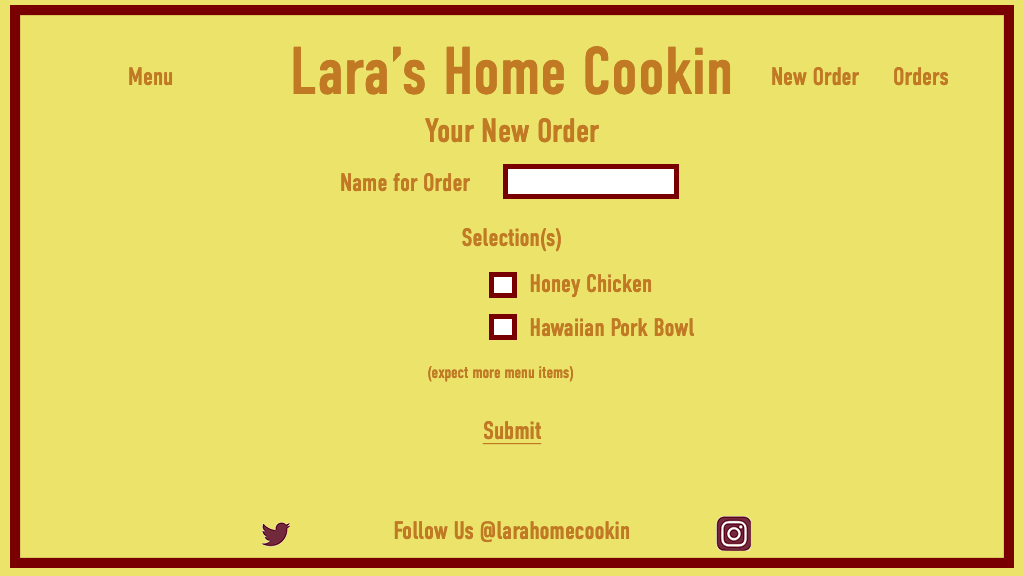 Menu
Lara’s Home Cookin
New Order
Orders
Your New Order
Name for Order
Selection(s)
Honey Chicken
Hawaiian Pork Bowl
(expect more menu items)
Submit
Follow Us @larahomecookin